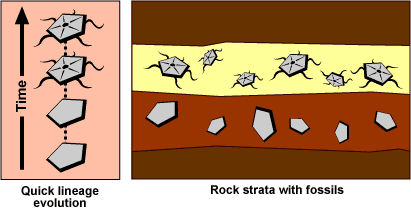 Time
Quick lineage
evolution
Rock strata with fossils